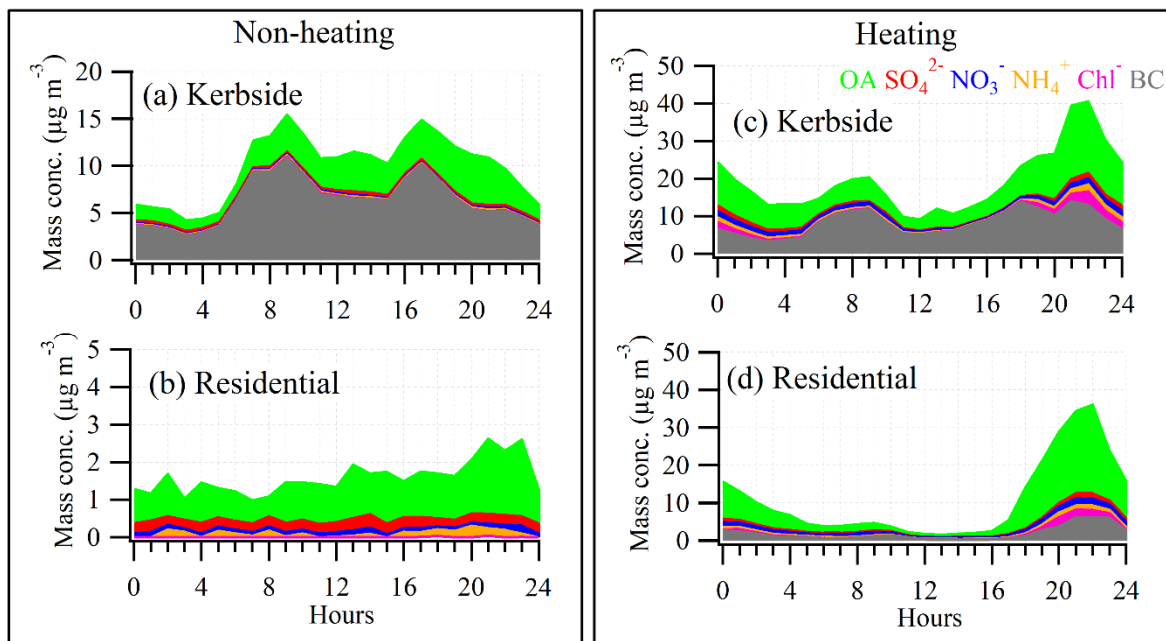 Non-heating
Mass conc. (µg m⁻³)
20
15
10
5
0
(a) Kerbside
0 4 8 12 16 20 24
Mass conc. (µg m⁻³)
5
4
3
2
1
0
(b) Residential
0 4 8 12 16 20 24
Hours
Heating
OA SO₄²⁻ NO₃⁻ NH₄⁺ Chl⁻ BC
Mass conc. (µg m⁻³)
50
40
30
20
10
0
(c) Kerbside
0 4 8 12 16 20 24
Mass conc. (µg m⁻³)
50
40
30
20
10
0
(d) Residential
0 4 8 12 16 20 24
Hours